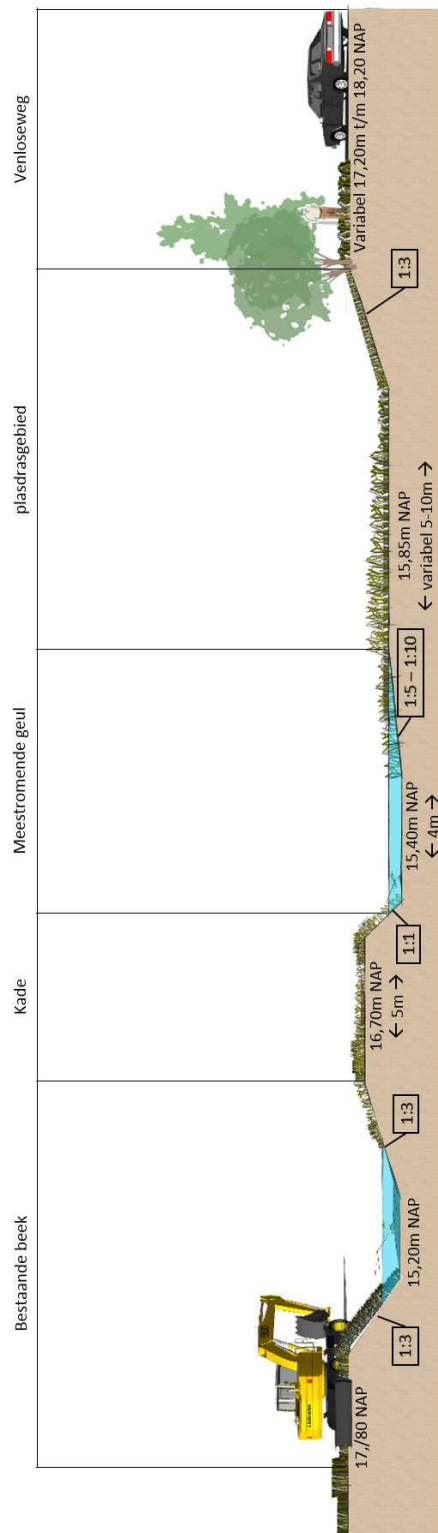 Bestaande beek
Kade
Meestromende geul
plasdrasgebied
Venloseweg
17,/80 NAP
1:3
15,20m NAP
1:3
16,70m NAP
← 5m →
1:1
15,40m NAP
← 4m →
1:5 – 1:10
15,85m NAP
← variabel 5-10m →
1:3
Variabel 17,20m t/m 18,20 NAP